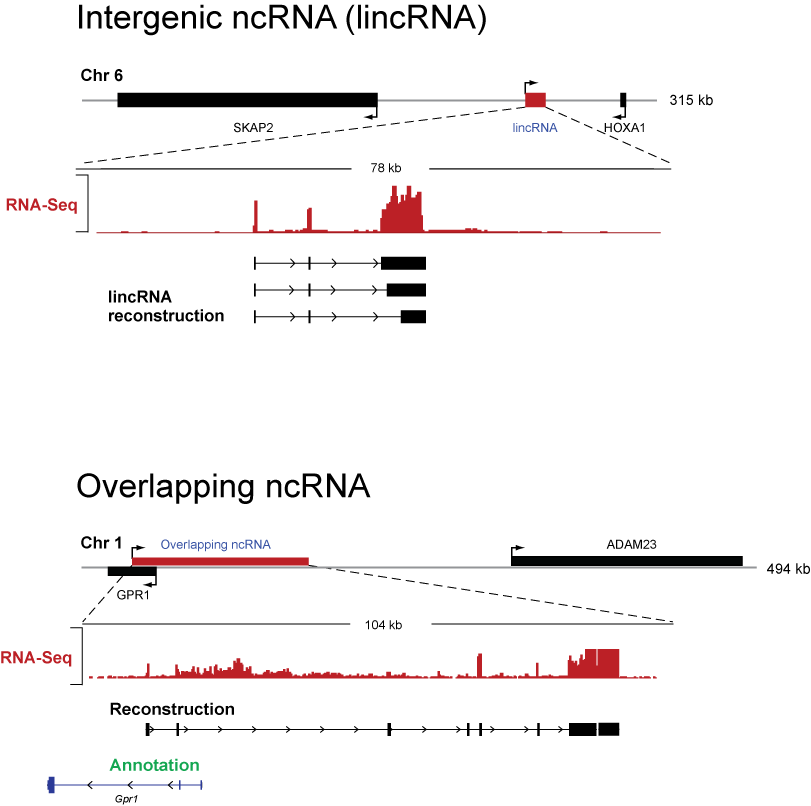 Intergenic ncRNA (lincRNA)
Chr 6
315 kb
SKAP2
lincRNA
HOXA1
78 kb
RNA-Seq
lincRNA
reconstruction
Overlapping ncRNA
Chr 1
Overlapping ncRNA
ADAM23
494 kb
GPR1
104 kb
RNA-Seq
Reconstruction
Annotation
Gpr1